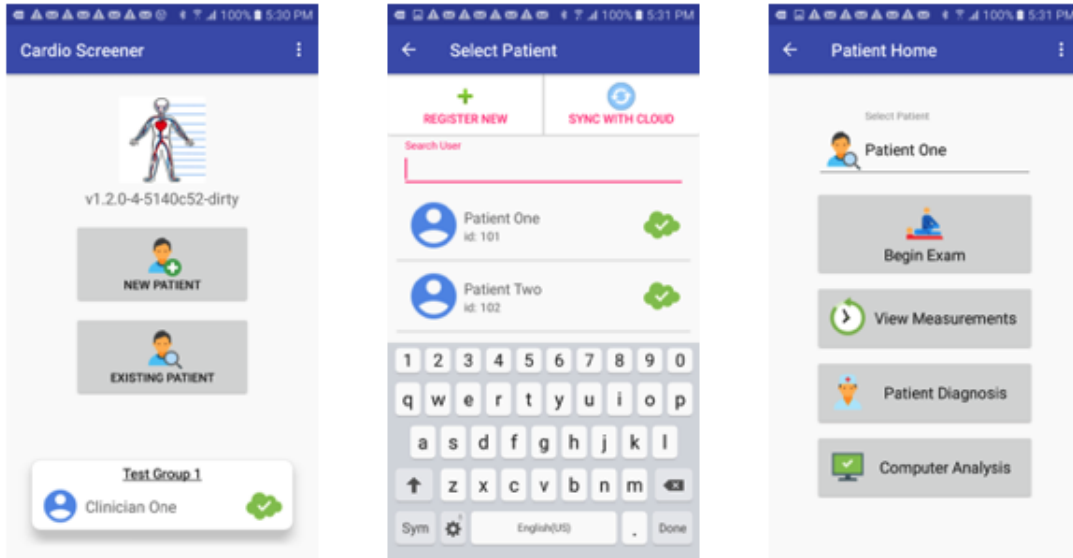 100% 5:30 PM
Cardio Screener
v1.2.0-4-5140c52-dirty
NEW PATIENT
EXISTING PATIENT
Test Group 1
Clinician One
100% 5:31 PM
Select Patient
REGISTER NEW
SYNC WITH CLOUD
Search User
Patient One
id: 101
Patient Two
id: 102
1 2 3 4 5 6 7 8 9 0
q w e r t y u i o p
a s d f g h j k l
z x c v b n m
Sym English(US) . Done
100% 5:31 PM
Patient Home
Select Patient
Patient One
Begin Exam
View Measurements
Patient Diagnosis
Computer Analysis